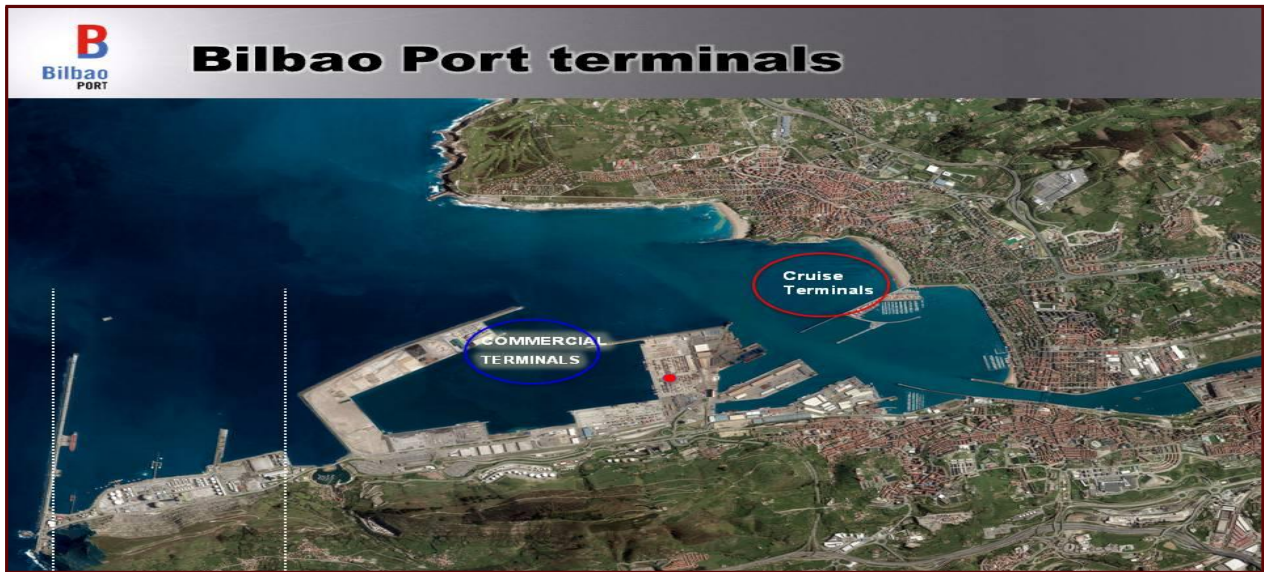 B
Bilbao
PORT
Bilbao Port terminals
Cruise
Terminals
COMMERCIAL
TERMINALS